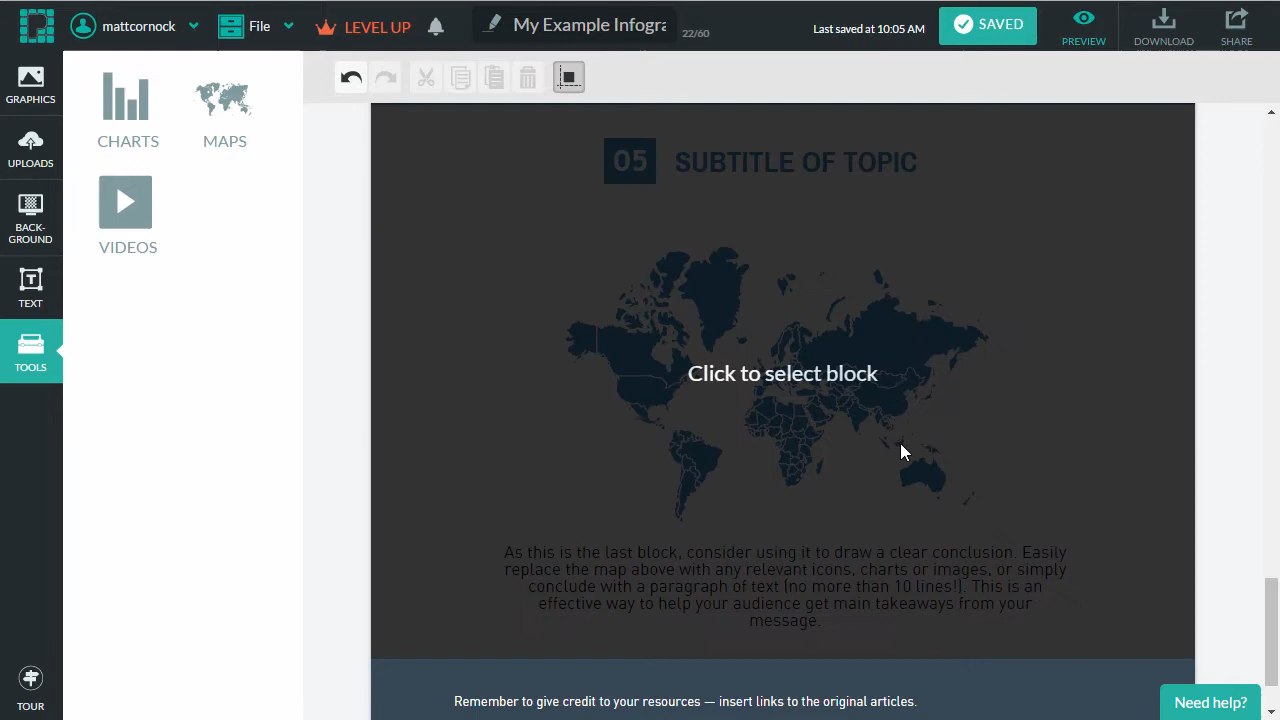 mattcornock
File
LEVEL UP
My Example Infogra
22/60
Last saved at 10:05 AM
SAVED
PREVIEW
DOWNLOAD
SHARE
GRAPHICS
UPLOADS
BACK-
GROUND
TEXT
TOOLS
TOUR
CHARTS
MAPS
VIDEOS
05 SUBTITLE OF TOPIC
Click to select block
As this is the last block, consider using it to draw a clear conclusion. Easily
replace the map above with any relevant icons, charts or images, or simply
conclude with a paragraph of text (no more than 10 lines!). This is an
effective way to help your audience get main takeaways from your
message.
Remember to give credit to your resources — insert links to the original articles.
Need help?